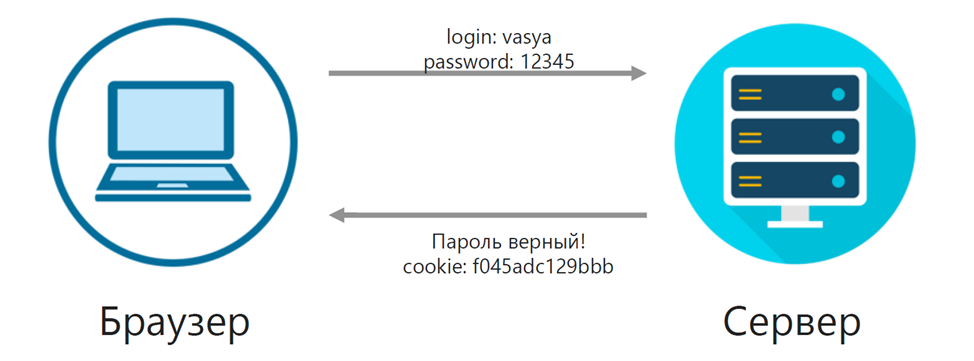 login: vasya
password: 12345
Пароль верный!
cookie: f045adc129bbb
Браузер
Сервер